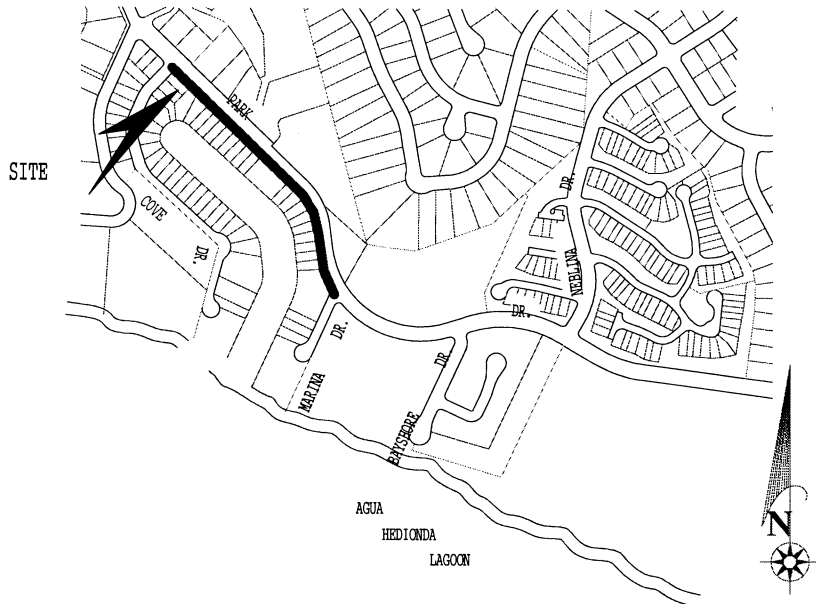 SITE
PARK
COVE
DR.
MARINA
DR.
BAYSHORE
DR.
DR.
NEBLINA
DR.
AGUA
HEDIONDA
LAGOON
N